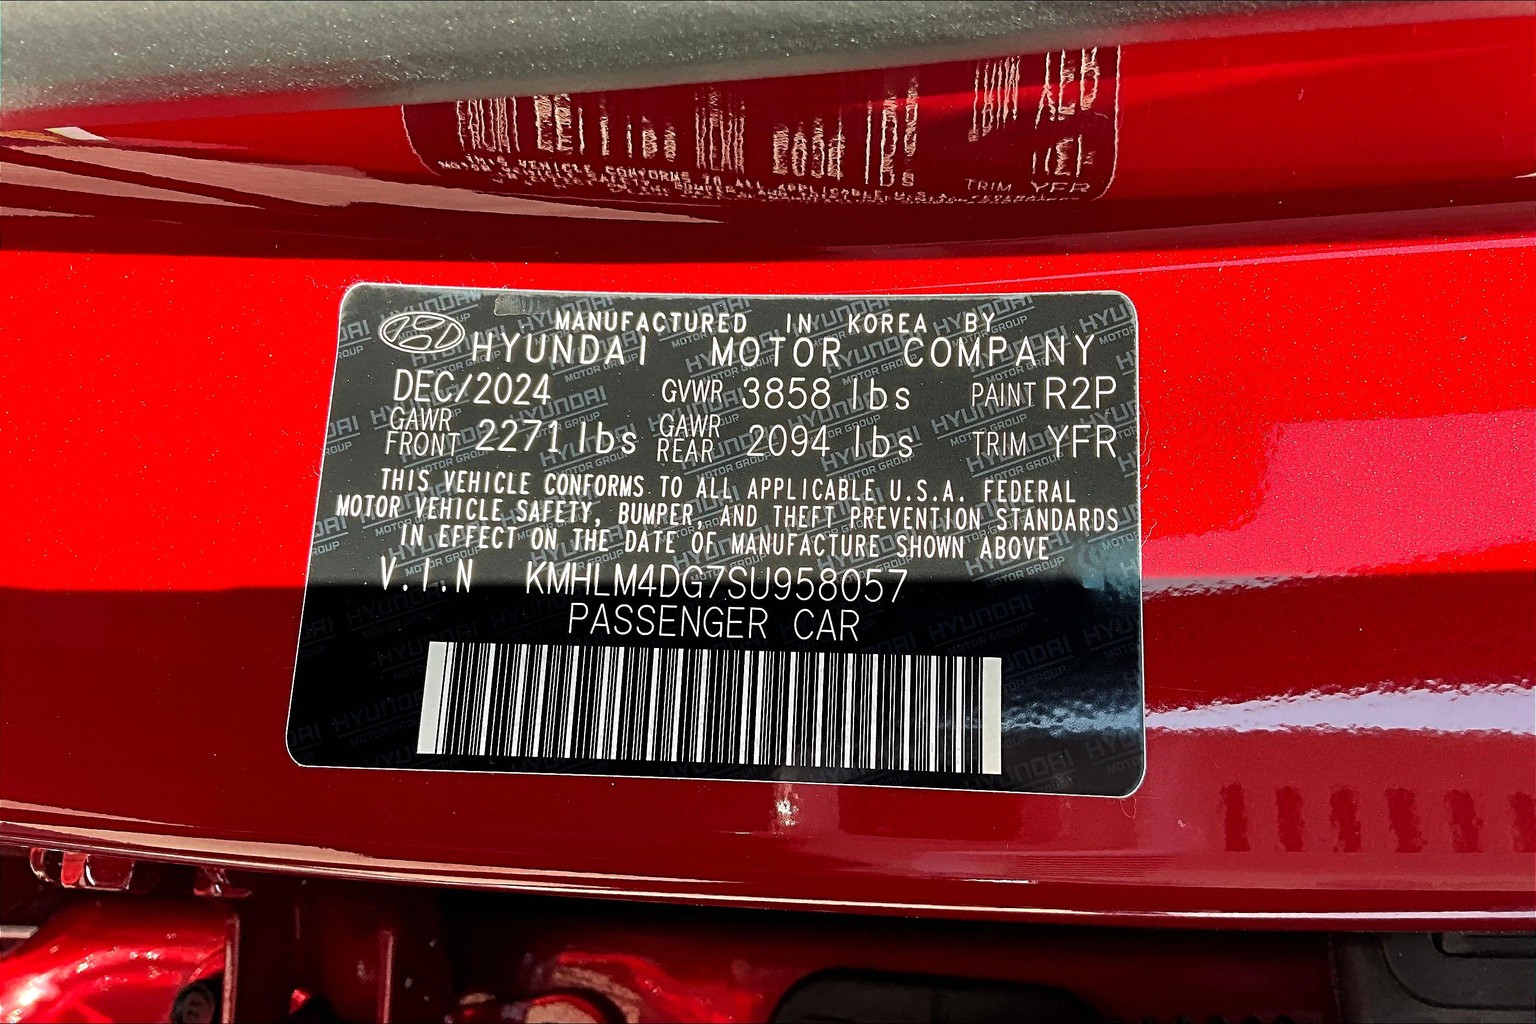 MANUFACTURED IN KOREA BY
HYUNDAI MOTOR COMPANY
DEC/2024 GVWR 3858 lbs PAINT R2P
GAWR FRONT 2271 lbs GAWR REAR 2094 lbs TRIM YFR
THIS VEHICLE CONFORMS TO ALL APPLICABLE U.S.A. FEDERAL
MOTOR VEHICLE SAFETY, BUMPER, AND THEFT PREVENTION STANDARDS
IN EFFECT ON THE DATE OF MANUFACTURE SHOWN ABOVE
V.I.N KMHLM4DG7SU958057
PASSENGER CAR